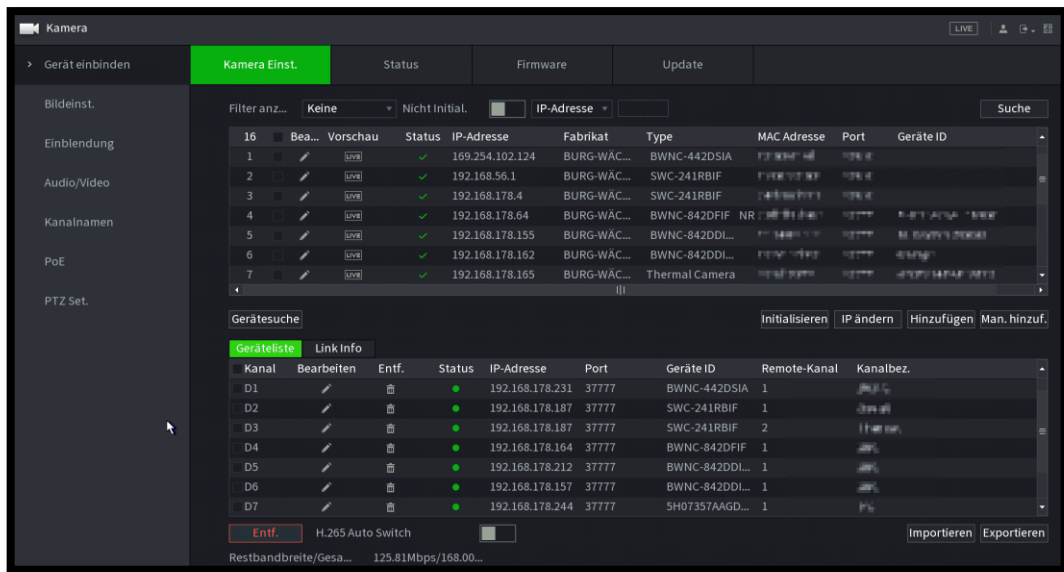 Kamera LIVE
Gerät einbinden
Bildeinst.
Einblendung
Audio/Video
Kanalnamen
PoE
PTZ Set.
Kamera Einst. Status Firmware Update
Filter anz... Keine Nicht Initial. IP-Adresse Suche
16 Bea... Vorschau Status IP-Adresse Fabrikat Type MAC Adresse Port Geräte ID
1 LIVE 169.254.102.124 BURG-WÄC... BWNC-442DSIA
2 LIVE 192.168.56.1 BURG-WÄC... SWC-241RBIF
3 LIVE 192.168.178.4 BURG-WÄC... SWC-241RBIF
4 LIVE 192.168.178.64 BURG-WÄC... BWNC-842DFIF NR
5 LIVE 192.168.178.155 BURG-WÄC... BWNC-842DDI...
6 LIVE 192.168.178.162 BURG-WÄC... BWNC-842DDI...
7 LIVE 192.168.178.165 BURG-WÄC... Thermal Camera
Gerätesuche Initialisieren IP ändern Hinzufügen Man. hinzuf.
Geräteliste Link Info
Kanal Bearbeiten Entf. Status IP-Adresse Port Geräte ID Remote-Kanal Kanalbez.
D1 192.168.178.231 37777 BWNC-442DSIA 1
D2 192.168.178.187 37777 SWC-241RBIF 1
D3 192.168.178.187 37777 SWC-241RBIF 2
D4 192.168.178.164 37777 BWNC-842DFIF 1
D5 192.168.178.212 37777 BWNC-842DDI... 1
D6 192.168.178.157 37777 BWNC-842DDI... 1
D7 192.168.178.244 37777 5H07357AAGD... 1
Entf. H.265 Auto Switch Importieren Exportieren
Restbandbreite/Gesa... 125.81Mbps/168.00...